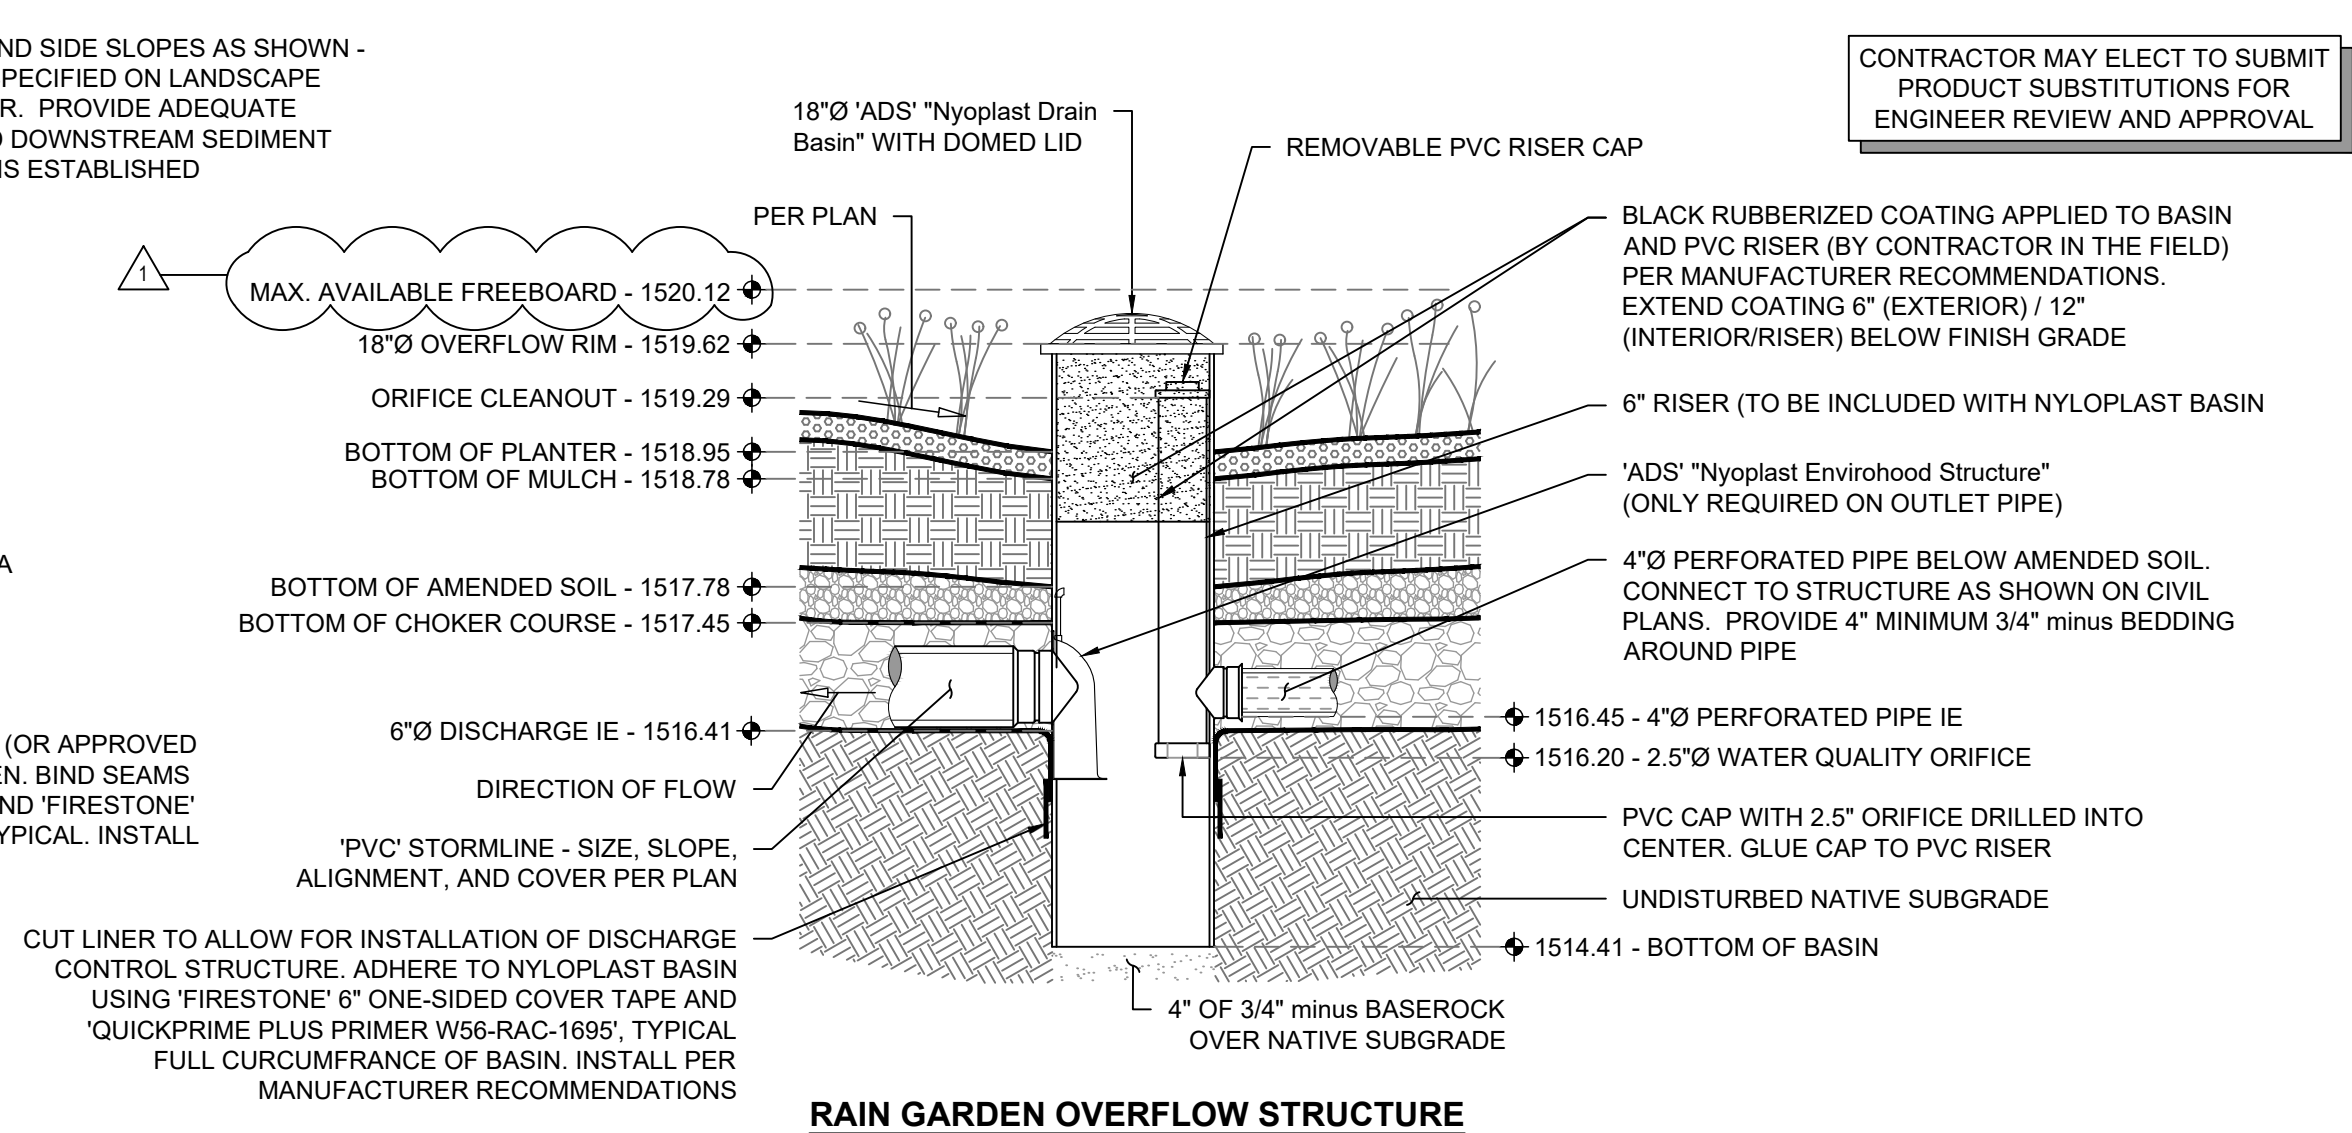 ND SIDE SLOPES AS SHOWN -
PECIFIED ON LANDSCAPE
R. PROVIDE ADEQUATE
D DOWNSTREAM SEDIMENT
IS ESTABLISHED
18"Ø 'ADS' "Nyoplast Drain
Basin" WITH DOMED LID
REMOVABLE PVC RISER CAP
CONTRACTOR MAY ELECT TO SUBMIT
PRODUCT SUBSTITUTIONS FOR
ENGINEER REVIEW AND APPROVAL
PER PLAN
1
MAX. AVAILABLE FREEBOARD - 1520.12
18"Ø OVERFLOW RIM - 1519.62
ORIFICE CLEANOUT - 1519.29
BOTTOM OF PLANTER - 1518.95
BOTTOM OF MULCH - 1518.78
A
BOTTOM OF AMENDED SOIL - 1517.78
BOTTOM OF CHOKER COURSE - 1517.45
(OR APPROVED
EN. BIND SEAMS
ND 'FIRESTONE'
YPICAL. INSTALL
6"Ø DISCHARGE IE - 1516.41
DIRECTION OF FLOW
'PVC' STORMLINE - SIZE, SLOPE,
ALIGNMENT, AND COVER PER PLAN
CUT LINER TO ALLOW FOR INSTALLATION OF DISCHARGE
CONTROL STRUCTURE. ADHERE TO NYLOPLAST BASIN
USING 'FIRESTONE' 6" ONE-SIDED COVER TAPE AND
'QUICKPRIME PLUS PRIMER W56-RAC-1695', TYPICAL
FULL CURCUMFRANCE OF BASIN. INSTALL PER
MANUFACTURER RECOMMENDATIONS
BLACK RUBBERIZED COATING APPLIED TO BASIN
AND PVC RISER (BY CONTRACTOR IN THE FIELD)
PER MANUFACTURER RECOMMENDATIONS.
EXTEND COATING 6" (EXTERIOR) / 12"
(INTERIOR/RISER) BELOW FINISH GRADE
6" RISER (TO BE INCLUDED WITH NYLOPLAST BASIN
'ADS' "Nyoplast Envirohood Structure"
(ONLY REQUIRED ON OUTLET PIPE)
4"Ø PERFORATED PIPE BELOW AMENDED SOIL.
CONNECT TO STRUCTURE AS SHOWN ON CIVIL
PLANS. PROVIDE 4" MINIMUM 3/4" minus BEDDING
AROUND PIPE
1516.45 - 4"Ø PERFORATED PIPE IE
1516.20 - 2.5"Ø WATER QUALITY ORIFICE
PVC CAP WITH 2.5" ORIFICE DRILLED INTO
CENTER. GLUE CAP TO PVC RISER
UNDISTURBED NATIVE SUBGRADE
1514.41 - BOTTOM OF BASIN
4" OF 3/4" minus BASEROCK
OVER NATIVE SUBGRADE
RAIN GARDEN OVERFLOW STRUCTURE